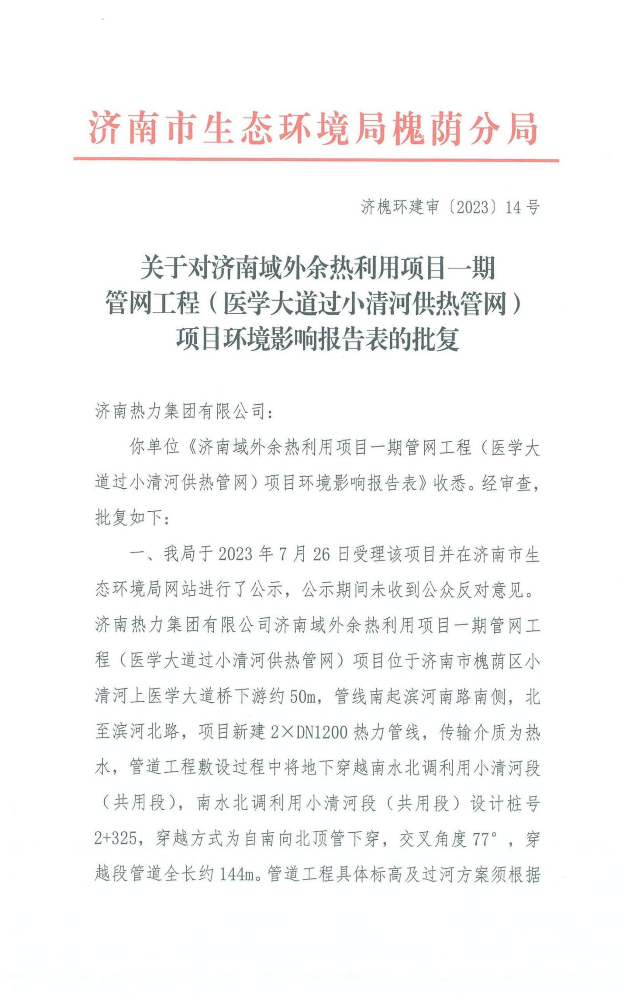 济南市生态环境局槐荫分局
济槐环建审〔2023〕14号
关于对济南域外余热利用项目一期
管网工程（医学大道过小清河供热管网）
项目环境影响报告表的批复
济南热力集团有限公司：
你单位《济南域外余热利用项目一期管网工程（医学大
道过小清河供热管网）项目环境影响报告表》收悉。经审查，
批复如下：
一、我局于 2023 年 7 月 26 日受理该项目并在济南市生
态环境局网站进行了公示，公示期间未收到公众反对意见。
济南热力集团有限公司济南域外余热利用项目一期管网工
程（医学大道过小清河供热管网）项目位于济南市槐荫区小
清河上医学大道桥下游约 50m，管线南起滨河南路南侧，北
至滨河北路，项目新建 2×DN1200 热力管线，传输介质为热
水，管道工程敷设过程中将地下穿越南水北调利用小清河段
（共用段），南水北调利用小清河段（共用段）设计桩号
2+325，穿越方式为自南向北顶管下穿，交叉角度 77°，穿
越段管道全长约 144m。管道工程具体标高及过河方案须根据